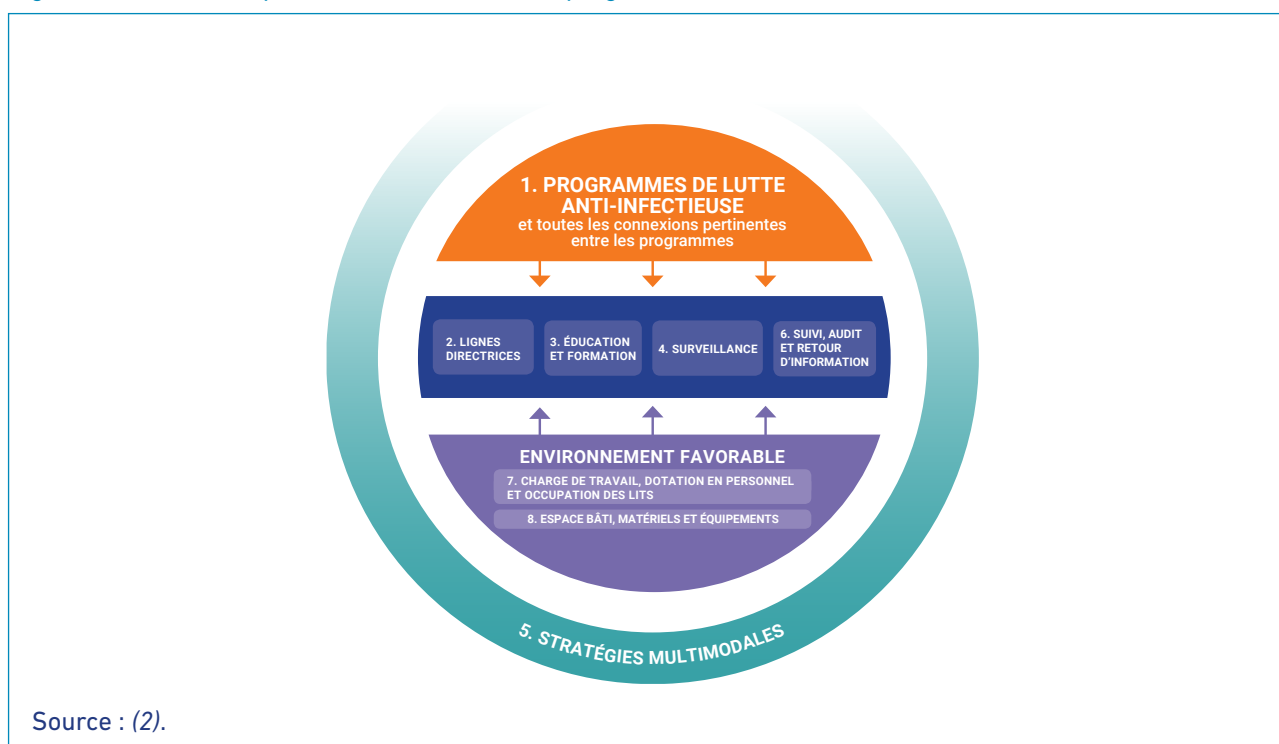 1. PROGRAMMES DE LUTTE
ANTI-INFECTIEUSE
et toutes les connexions pertinentes
entre les programmes
2. LIGNES
DIRECTRICES
3. ÉDUCATION
ET FORMATION
4. SURVEILLANCE
6. SUIVI, AUDIT
ET RETOUR
D'INFORMATION
ENVIRONNEMENT FAVORABLE
7. CHARGE DE TRAVAIL, DOTATION EN PERSONNEL
ET OCCUPATION DES LITS
8. ESPACE BÂTI, MATÉRIELS ET ÉQUIPEMENTS
5. STRATÉGIES MULTIMODALES
Source : (2).